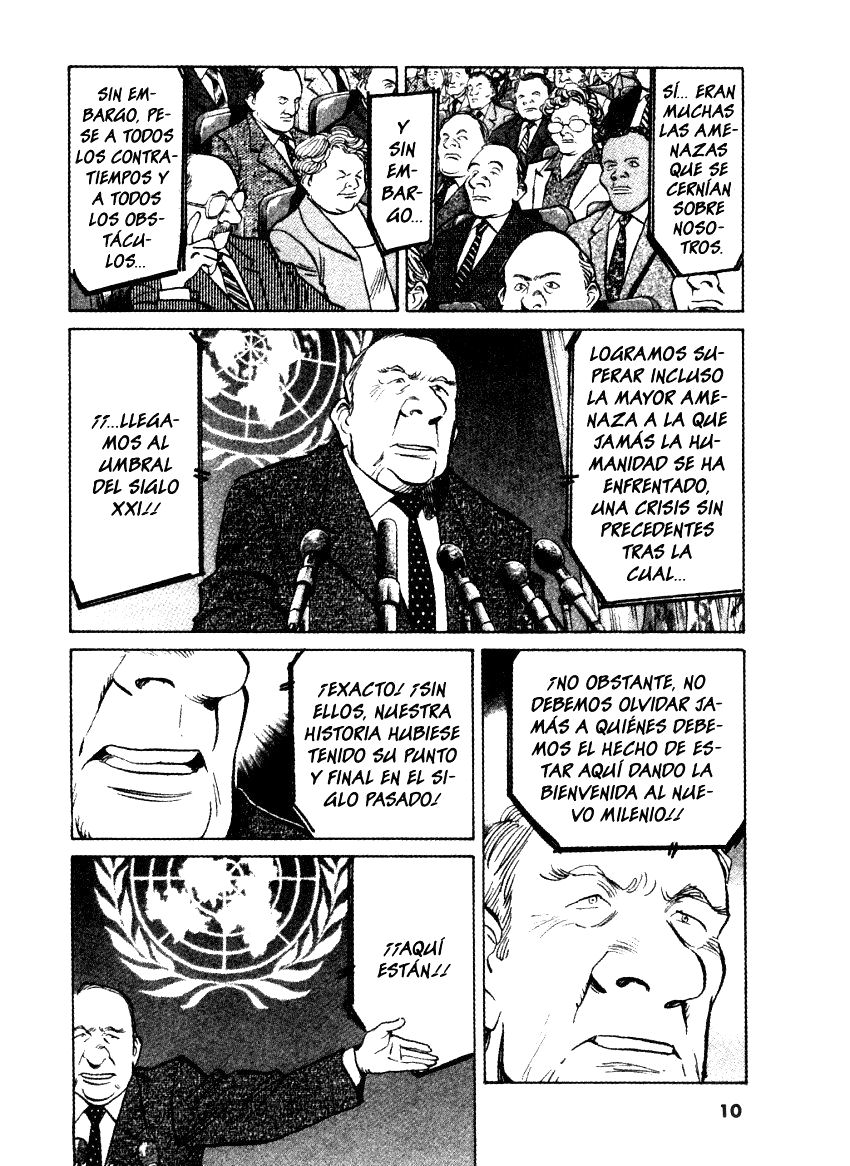 SÍ... ERAN
MUCHAS
LAS AME-
NAZAS
QUE SE
CERNÍAN
SOBRE
NOSO-
TROS.
Y
SIN
EM-
BAR-
GO...
SIN EM-
BARGO, PE-
SE A TODOS
LOS CONTRA-
TIEMPOS Y
A TODOS
LOS OBS-
TÁCU-
LOS...
LOGRAMOS SU-
PERAR INCLUSO
LA MAYOR AME-
NAZA A LA QUE
JAMÁS LA HU-
MANIDAD SE HA
ENFRENTADO,
UNA CRISIS SIN
PRECEDENTES
TRAS LA
CUAL...
¡¡...LLEGA-
MOS AL
UMBRAL
DEL SIGLO
XXI!!
¡NO OBSTANTE, NO
DEBEMOS OLVIDAR JA-
MÁS A QUIÉNES DEBE-
MOS EL HECHO DE ES-
TAR AQUÍ DANDO LA
BIENVENIDA AL NUE-
VO MILENIO!!
¡EXACTO! ¡SIN
ELLOS, NUESTRA
HISTORIA HUBIESE
TENIDO SU PUNTO
Y FINAL EN EL SI-
GLO PASADO!
¡¡AQUÍ
ESTÁN!!
10